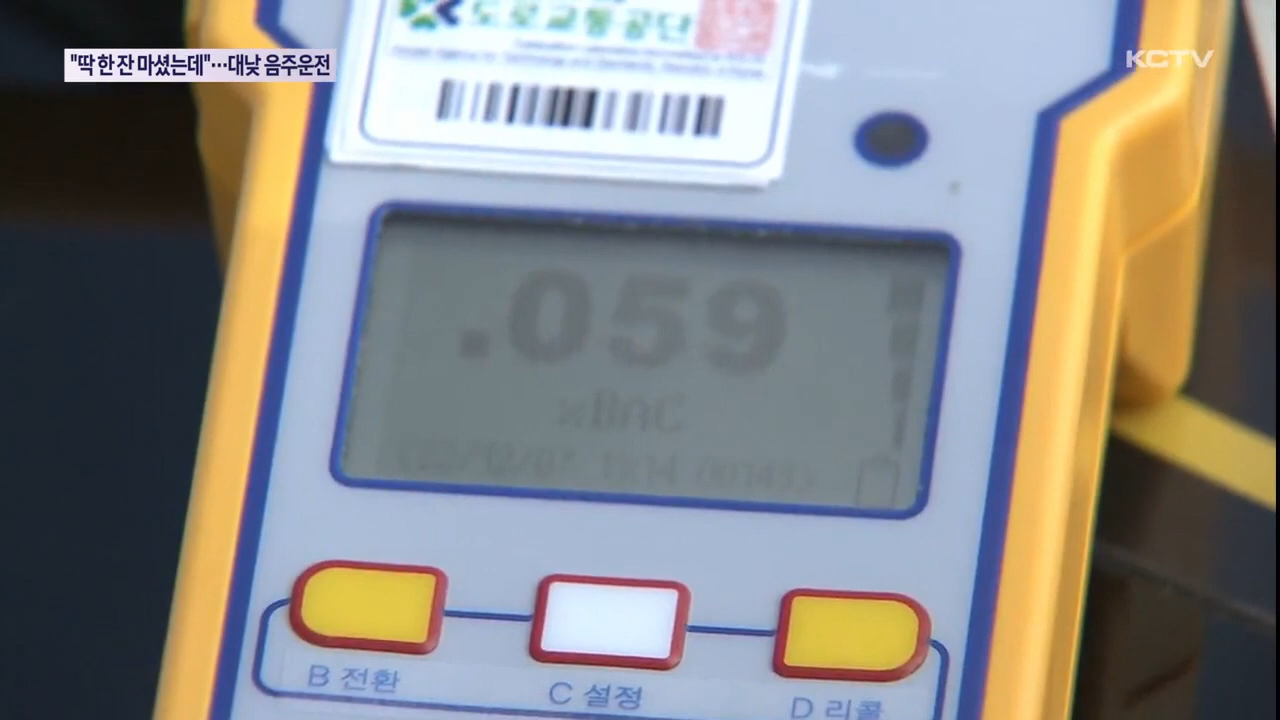 "딱 한 잔 마셨는데"…대낮 음주운전
KCTV
도로교통공단
.059
%BAC
B 전환
C 설정
D 리콜